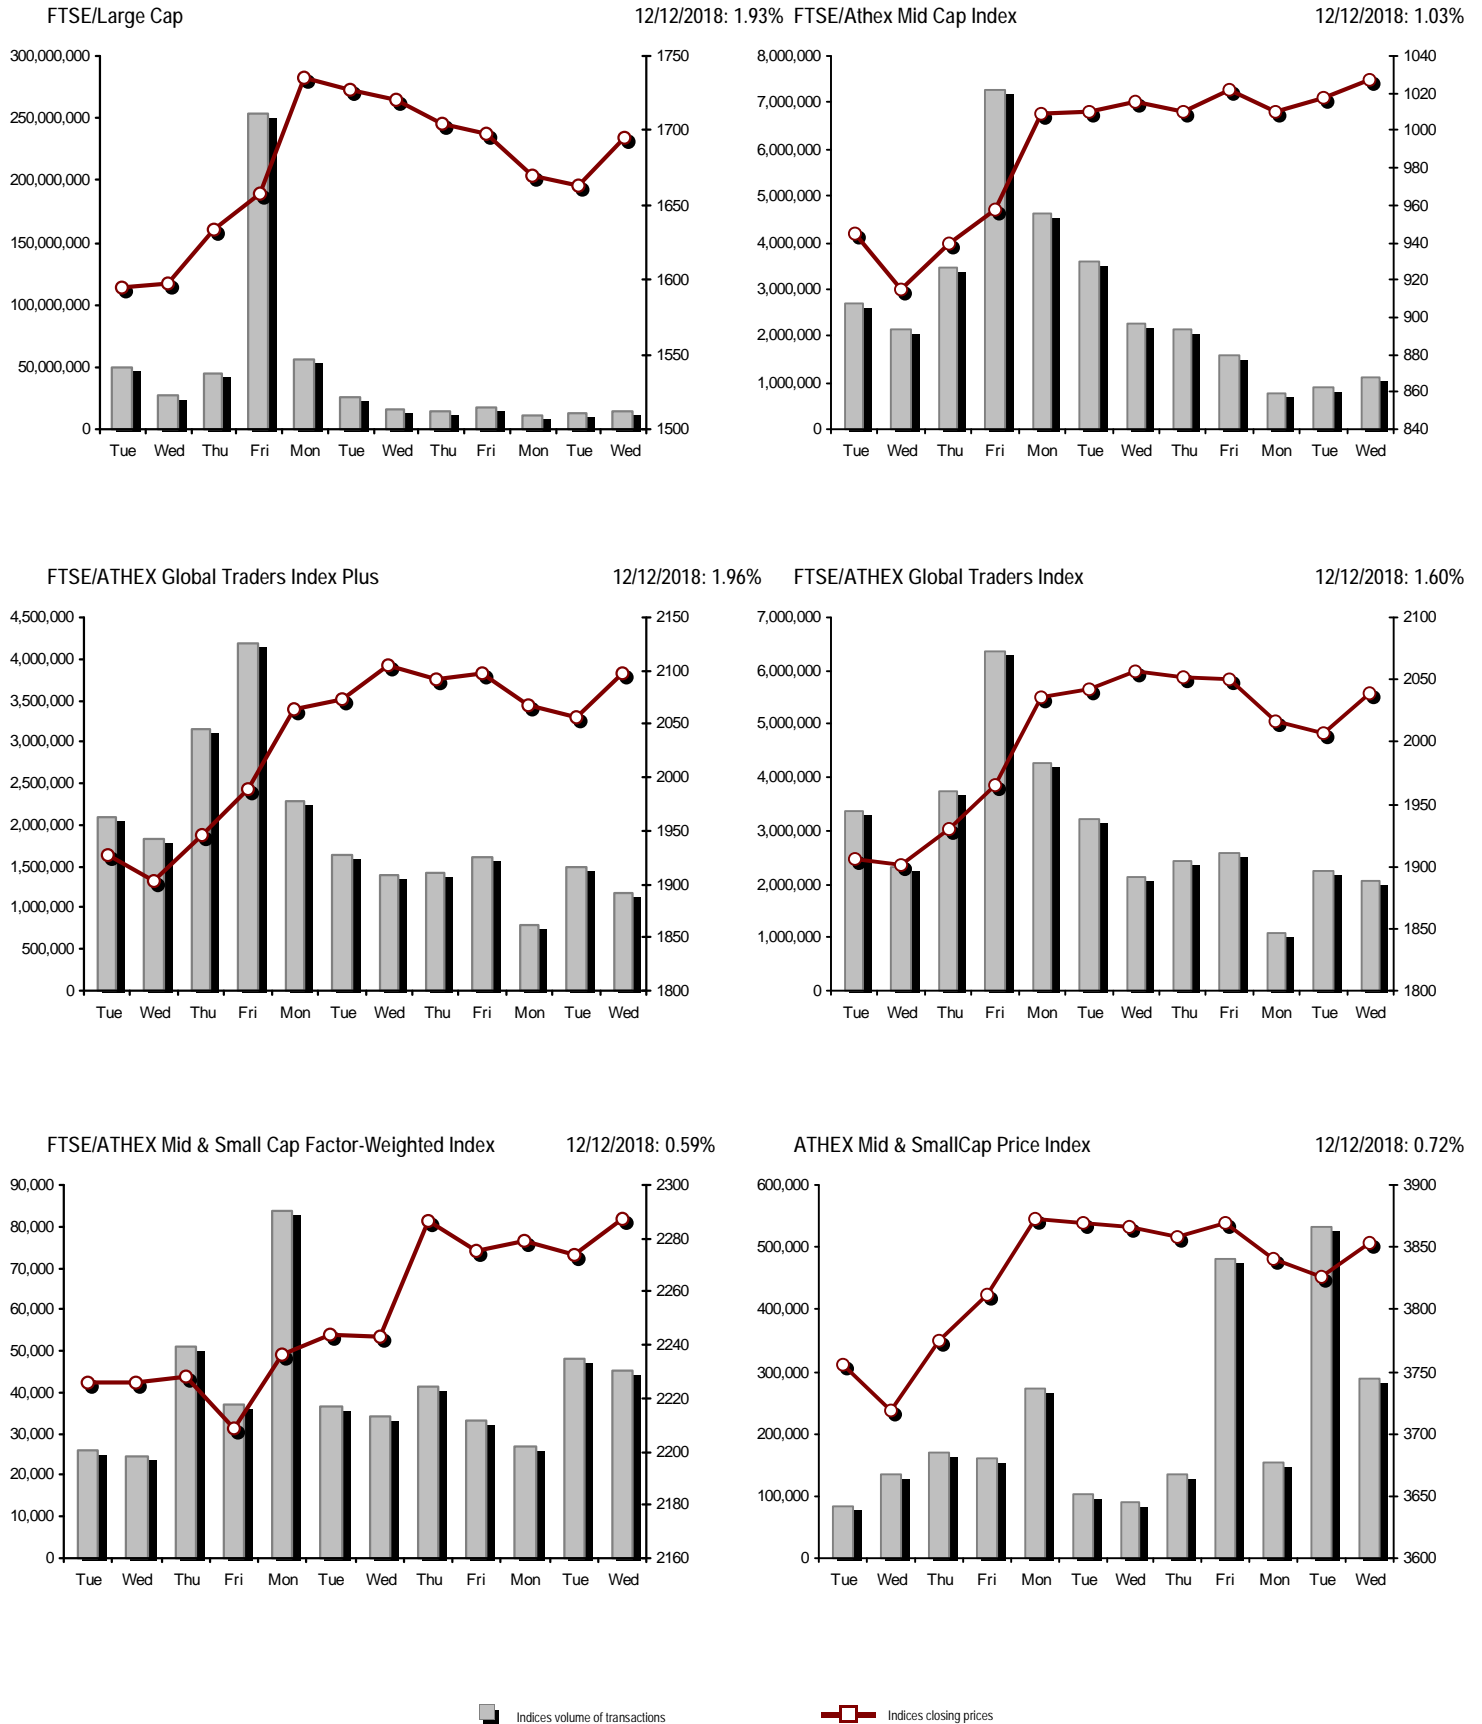 FTSE/Large Cap 12/12/2018: 1.93% FTSE/Athex Mid Cap Index 12/12/2018: 1.03%
300,000,000 1750 8,000,000 1040
7,000,000 1020
250,000,000 1700 1000
6,000,000 980
200,000,000 1650 5,000,000 960
150,000,000 4,000,000 940
1600 3,000,000 920
100,000,000 900
2,000,000 880
50,000,000 1550 1,000,000 860
0 1500 0 840
Tue Wed Thu Fri Mon Tue Wed Thu Fri Mon Tue Wed Tue Wed Thu Fri Mon Tue Wed Thu Fri Mon Tue Wed
FTSE/ATHEX Global Traders Index Plus 12/12/2018: 1.96% FTSE/ATHEX Global Traders Index 12/12/2018: 1.60%
4,500,000 2150 7,000,000 2100
4,000,000 2100 6,000,000 2050
3,500,000 2050 5,000,000
3,000,000 2000
2,500,000 2000 4,000,000
2,000,000 1950 3,000,000 1950
1,500,000 1900 2,000,000 1900
1,000,000 1850 1,000,000 1850
500,000
0 1800 0 1800
Tue Wed Thu Fri Mon Tue Wed Thu Fri Mon Tue Wed Tue Wed Thu Fri Mon Tue Wed Thu Fri Mon Tue Wed
FTSE/ATHEX Mid & Small Cap Factor-Weighted Index 12/12/2018: 0.59% ATHEX Mid & SmallCap Price Index 12/12/2018: 0.72%
90,000 2300 600,000 3900
80,000 2280 500,000 3850
70,000 2260
60,000 400,000 3800
50,000 2240 300,000 3750
40,000 2220
30,000 200,000 3700
20,000 2200 100,000 3650
10,000 2180
0 2160 0 3600
Tue Wed Thu Fri Mon Tue Wed Thu Fri Mon Tue Wed Tue Wed Thu Fri Mon Tue Wed Thu Fri Mon Tue Wed
Indices volume of transactions Indices closing prices